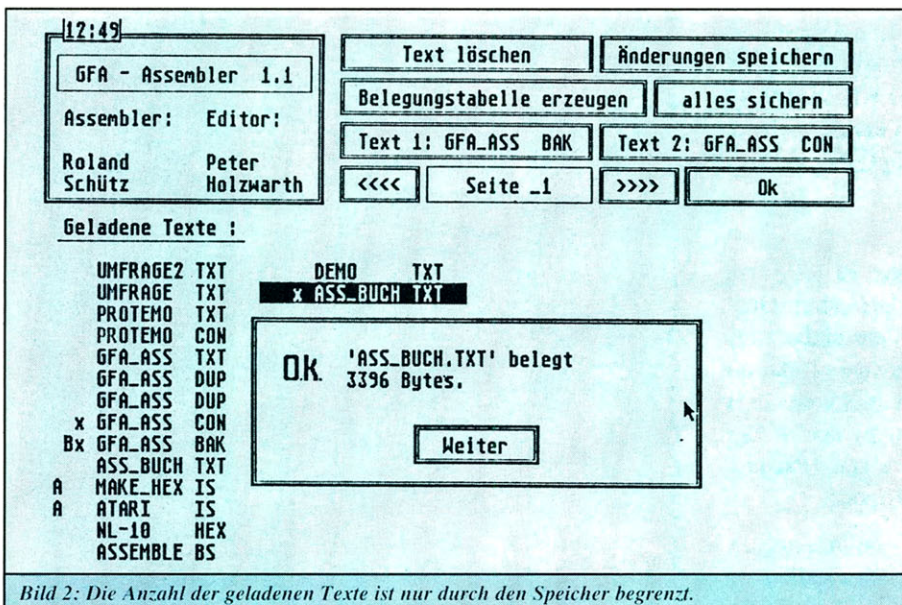 12:49
GFA - Assembler 1.1
Assembler: Editor:
Roland Peter
Schütz Holzwarth
Text löschen
Änderungen speichern
Belegungstabelle erzeugen
alles sichern
Text 1: GFA_ASS BAK
Text 2: GFA_ASS CON
<<<<
Seite _1
>>>>
Ok
Geladene Texte :
UMFRAGE2 TXT
UMFRAGE TXT
PROTEMO TXT
PROTEMO CON
GFA_ASS TXT
GFA_ASS DUP
GFA_ASS DUP
x GFA_ASS CON
Bx GFA_ASS BAK
ASS_BUCH TXT
A MAKE_HEX IS
A ATARI IS
NL-10 HEX
ASSEMBLE BS
DEMO TXT
x ASS_BUCH TXT
O.K.
'ASS_BUCH.TXT' belegt
3396 Bytes.
Weiter
Bild 2: Die Anzahl der geladenen Texte ist nur durch den Speicher begrenzt.